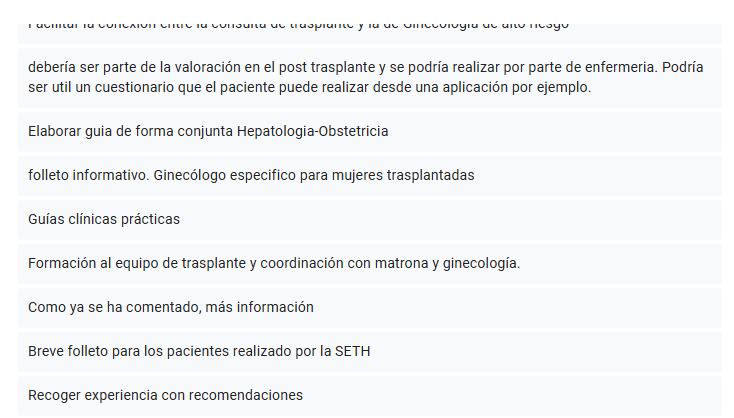 Facilitar la conexión entre la consulta de trasplante y la de Ginecología de alto riesgo
debería ser parte de la valoración en el post trasplante y se podría realizar por parte de enfermeria. Podría
ser util un cuestionario que el paciente puede realizar desde una aplicación por ejemplo.
Elaborar guia de forma conjunta Hepatologia-Obstetricia
folleto informativo. Ginecólogo especifico para mujeres trasplantadas
Guías clínicas prácticas
Formación al equipo de trasplante y coordinación con matrona y ginecología.
Como ya se ha comentado, más información
Breve folleto para los pacientes realizado por la SETH
Recoger experiencia con recomendaciones